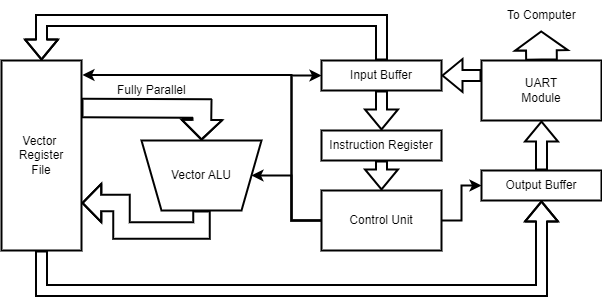 To Computer
Input Buffer
UART
Module
Fully Parallel
Vector
Register
File
Instruction Register
Vector ALU
Output Buffer
Control Unit